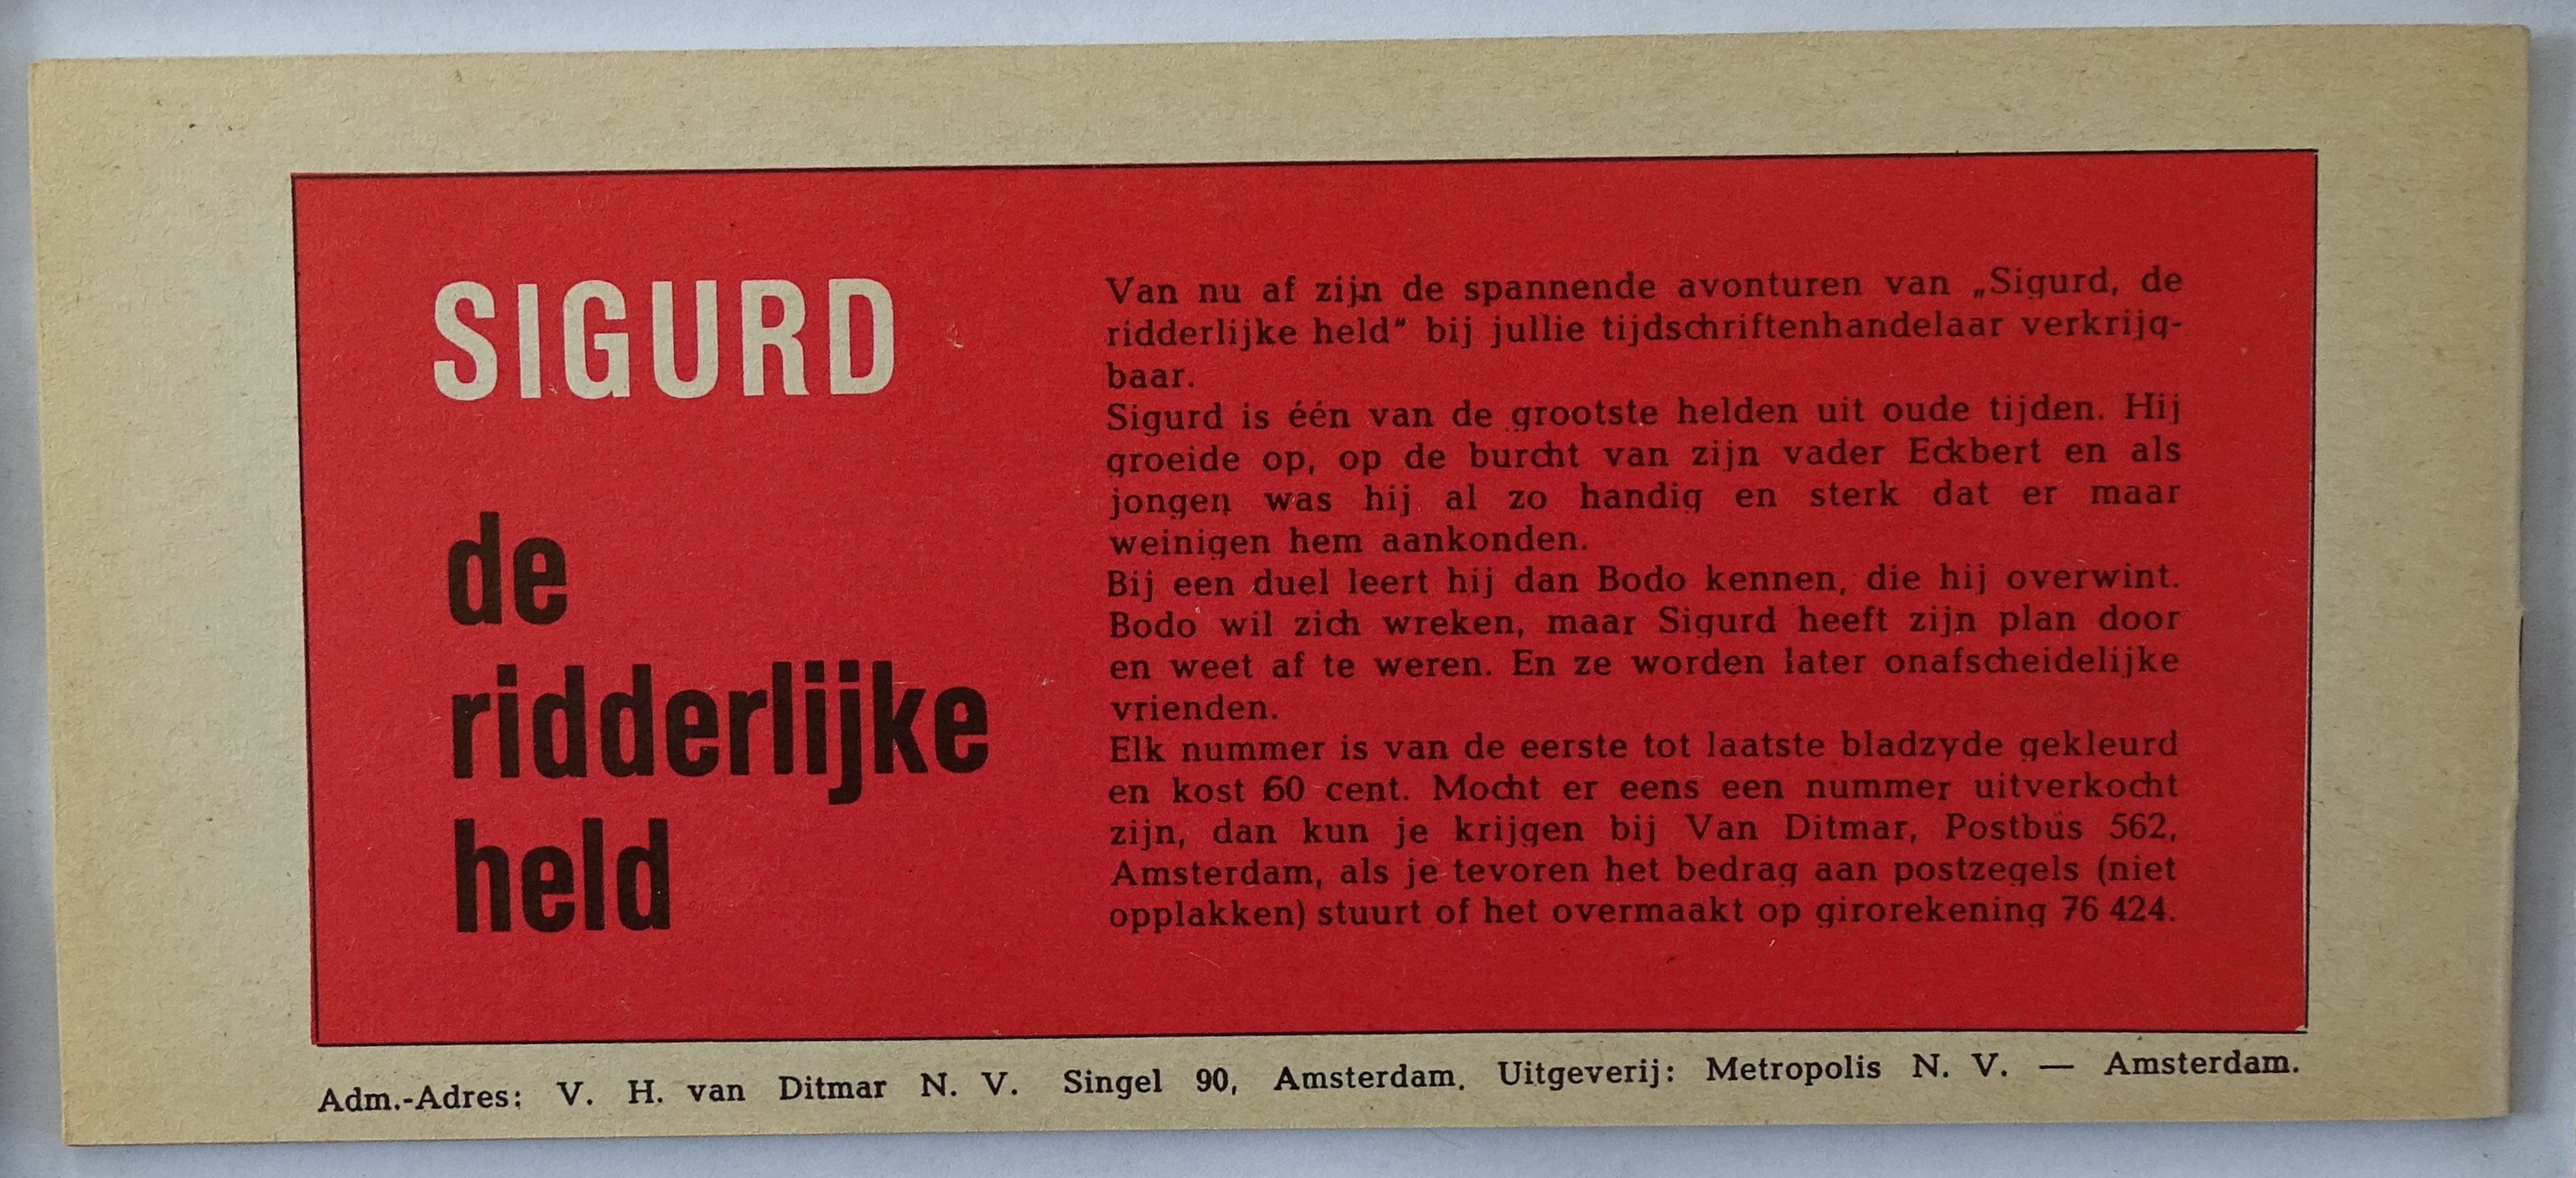 SIGURD
de
ridderlijke
held
Van nu af zijn de spannende avonturen van „Sigurd, de
ridderlijke held“ bij jullie tijdschriftenhandelaar verkrijg-
baar.
Sigurd is één van de grootste helden uit oude tijden. Hij
groeide op, op de burcht van zijn vader Eckbert en als
jongen was hij al zo handig en sterk dat er maar
weinigen hem aankonden.
Bij een duel leert hij dan Bodo kennen, die hij overwint.
Bodo wil zich wreken, maar Sigurd heeft zijn plan door
en weet af te weren. En ze worden later onafscheidelijke
vrienden.
Elk nummer is van de eerste tot laatste bladzyde gekleurd
en kost 60 cent. Mocht er eens een nummer uitverkocht
zijn, dan kun je krijgen bij Van Ditmar, Postbus 562,
Amsterdam, als je tevoren het bedrag aan postzegels (niet
opplakken) stuurt of het overmaakt op girorekening 76 424.
Adm.-Adres: V. H. van Ditmar N. V. Singel 90, Amsterdam. Uitgeverij: Metropolis N. V. — Amsterdam.